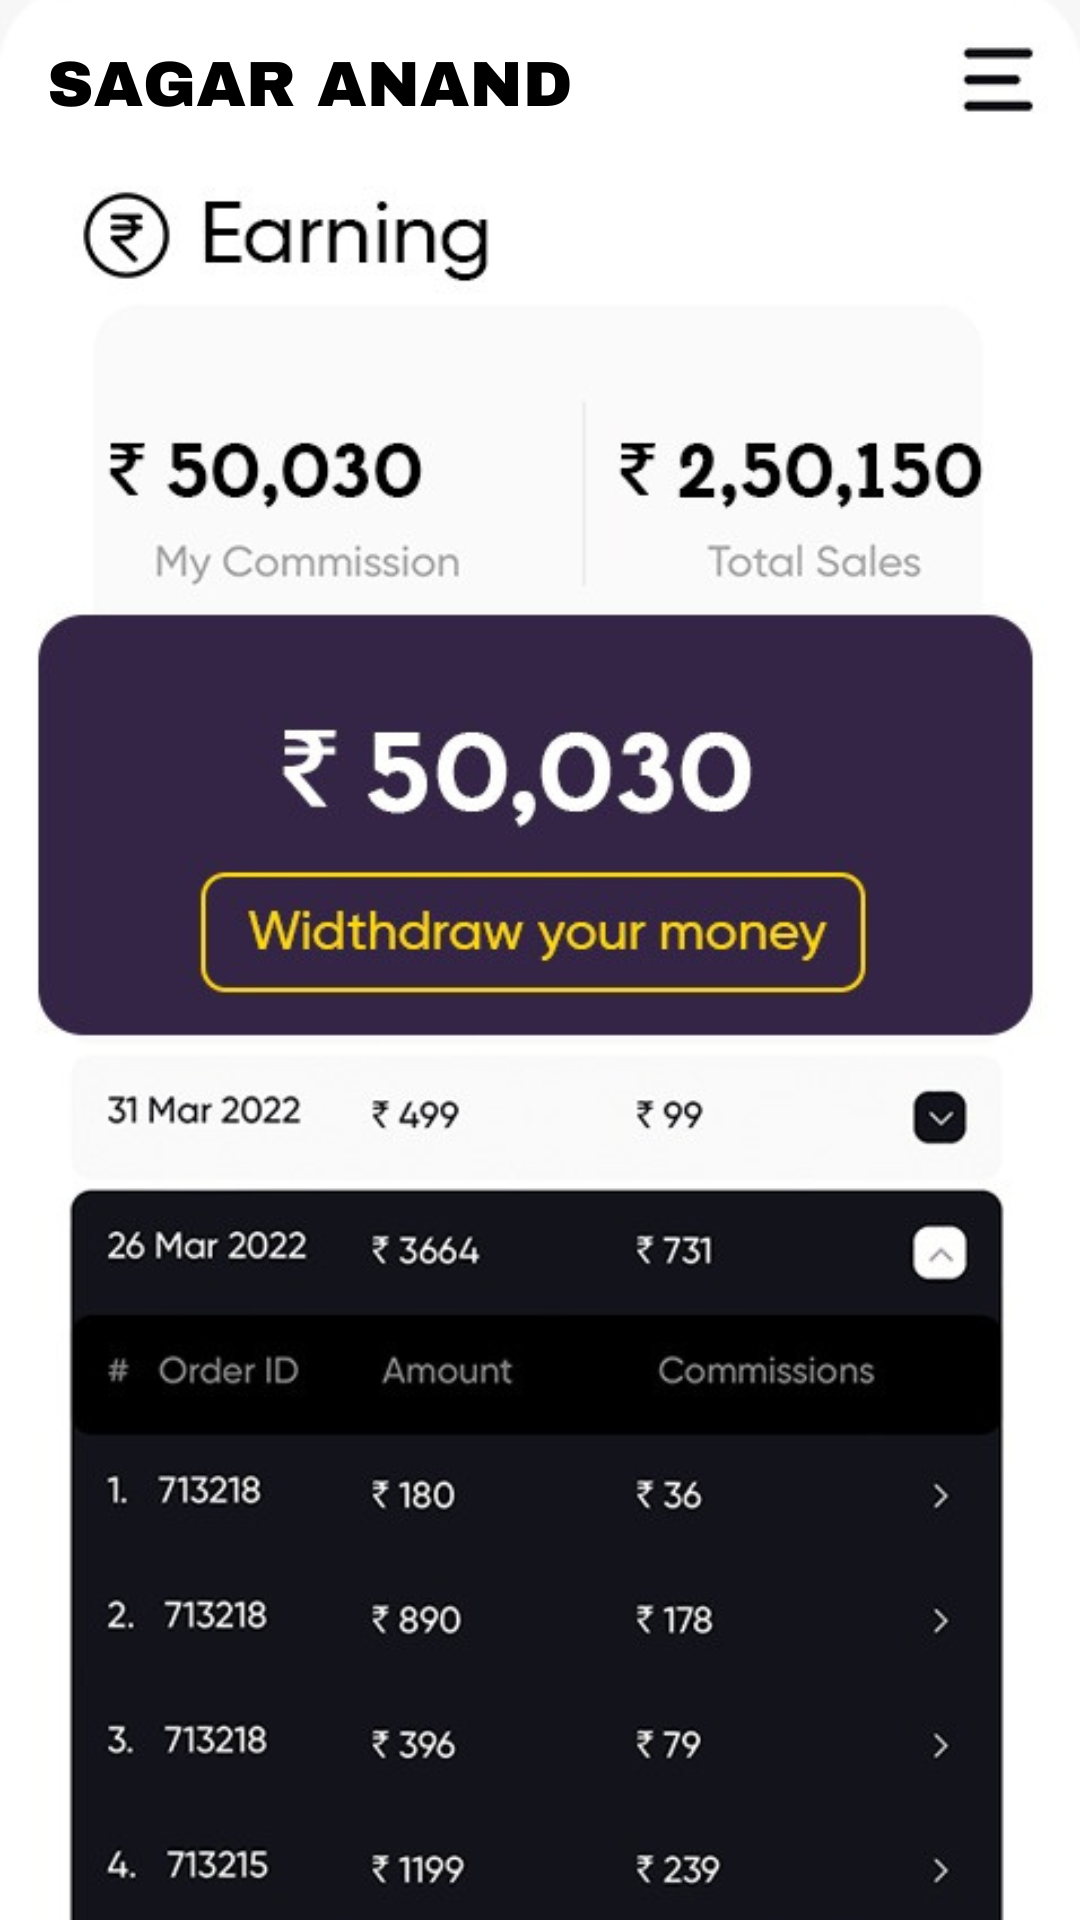 SAGAR ANAND
₹ Earning
₹ 50,030 ₹ 2,50,150
My Commission Total Sales
₹ 50,030
Widthdraw your money
31 Mar 2022 ₹ 499 ₹ 99
26 Mar 2022 ₹ 3664 ₹ 731
# Order ID Amount Commissions
1. 713218 ₹ 180 ₹ 36
2. 713218 ₹ 890 ₹ 178
3. 713218 ₹ 396 ₹ 79
4. 713215 ₹ 1199 ₹ 239